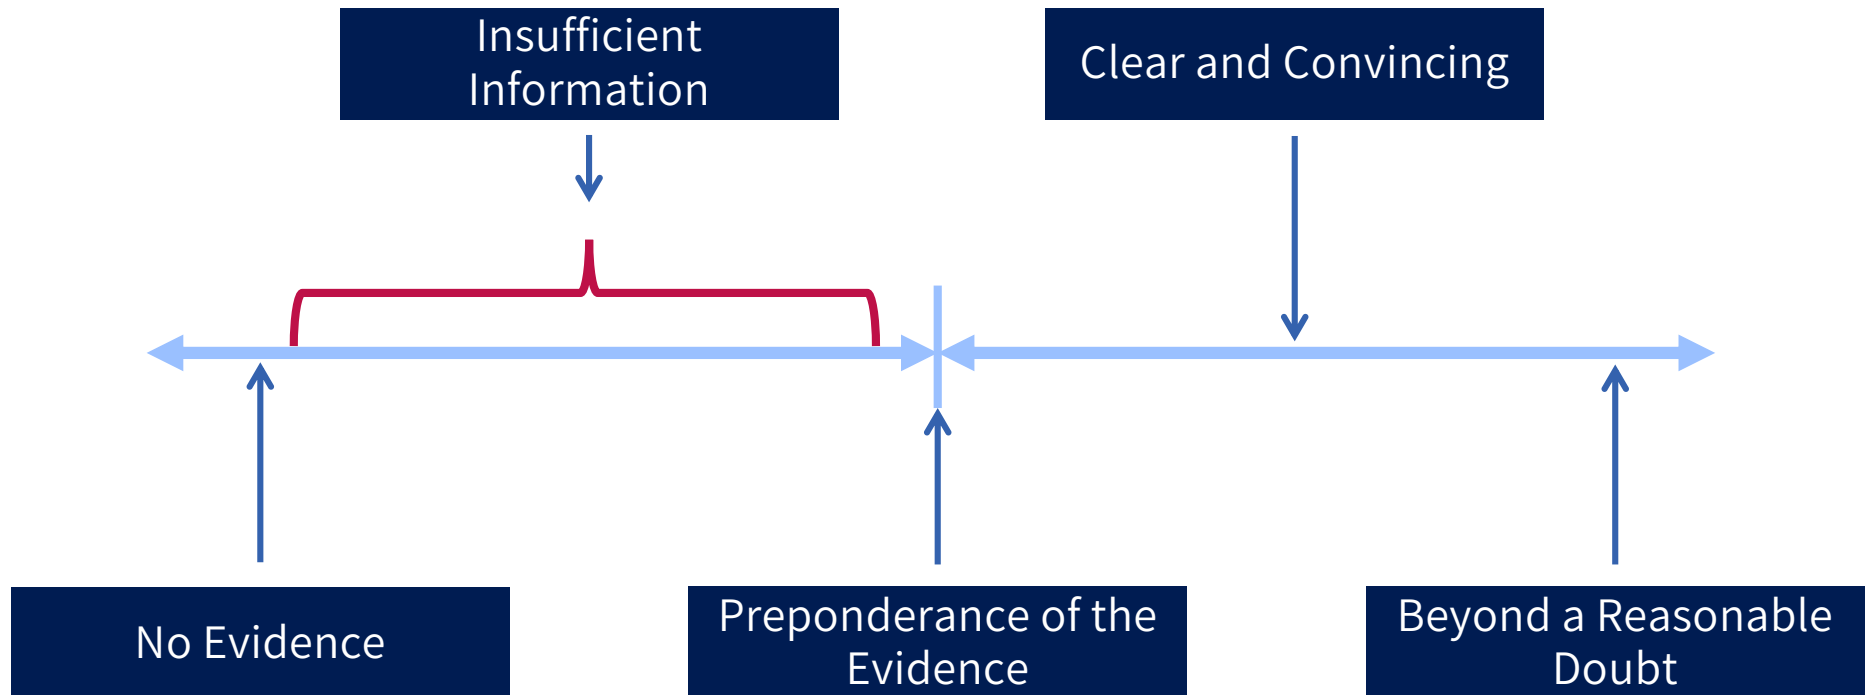 Insufficient
Information
Clear and Convincing
No Evidence
Preponderance of the
Evidence
Beyond a Reasonable
Doubt